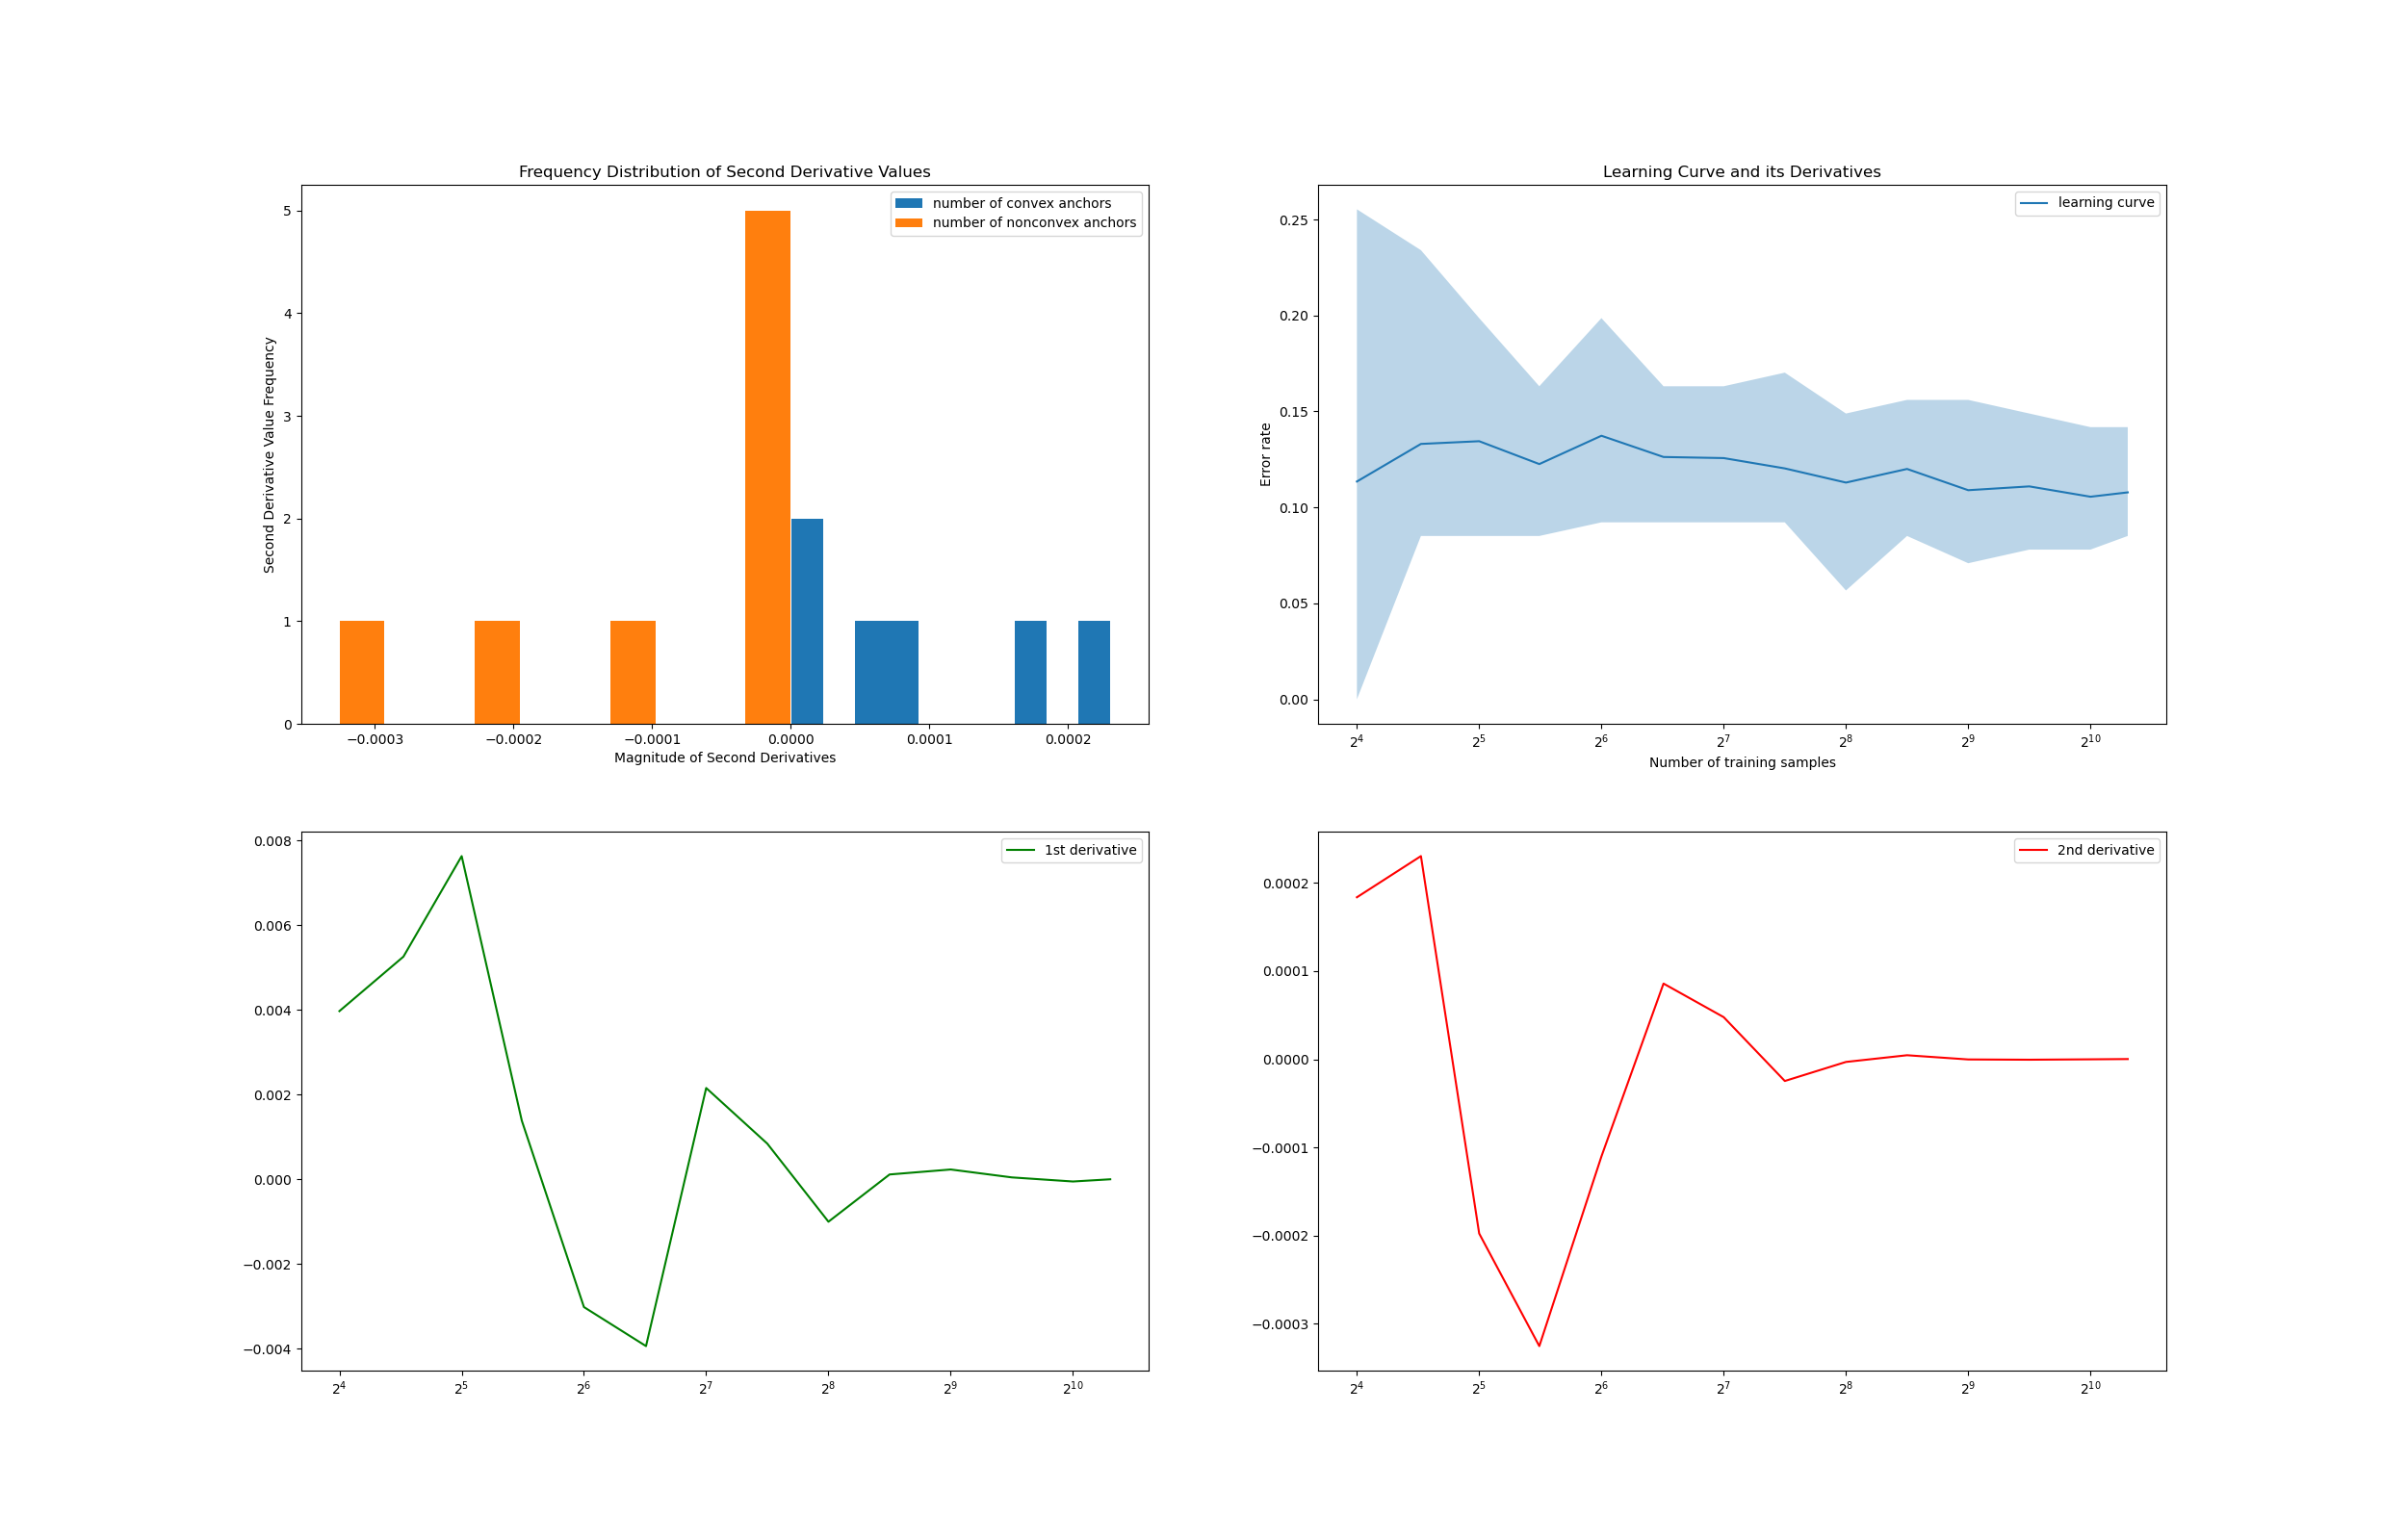 Frequency Distribution of Second Derivative Values
number of convex anchors
number of nonconvex anchors
Second Derivative Value Frequency
5
4
3
2
1
0
−0.0003 −0.0002 −0.0001 0.0000 0.0001 0.0002
Magnitude of Second Derivatives
Learning Curve and its Derivatives
learning curve
Error rate
0.25
0.20
0.15
0.10
0.05
0.00
2⁴ 2⁵ 2⁶ 2⁷ 2⁸ 2⁹ 2¹⁰
Number of training samples
1st derivative
0.008
0.006
0.004
0.002
0.000
−0.002
−0.004
2⁴ 2⁵ 2⁶ 2⁷ 2⁸ 2⁹ 2¹⁰
2nd derivative
0.0002
0.0001
0.0000
−0.0001
−0.0002
−0.0003
2⁴ 2⁵ 2⁶ 2⁷ 2⁸ 2⁹ 2¹⁰